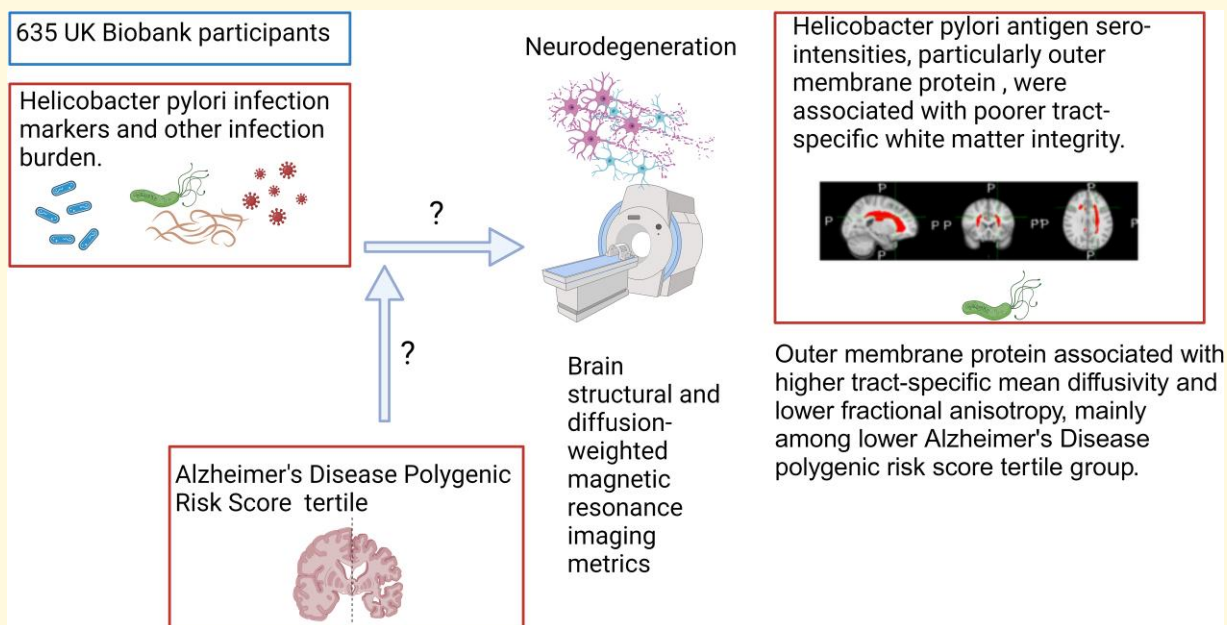 635 UK Biobank participants
Helicobacter pylori infection
markers and other infection
burden.
?
?
Alzheimer's Disease Polygenic
Risk Score tertile
Neurodegeneration
Brain
structural and
diffusion-
weighted
magnetic
resonance
imaging
metrics
Helicobacter pylori antigen sero-
intensities, particularly outer
membrane protein , were
associated with poorer tract-
specific white matter integrity.
P P P
P P P P P
P P
Outer membrane protein associated with
higher tract-specific mean diffusivity and
lower fractional anisotropy, mainly
among lower Alzheimer's Disease
polygenic risk score tertile group.